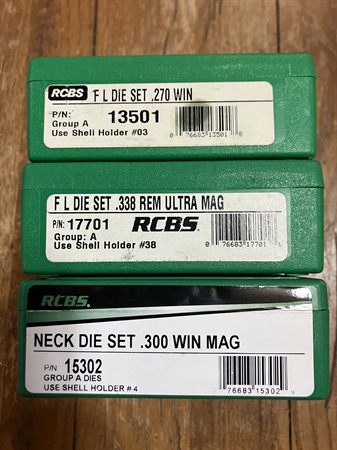 RCBS F L DIE SET .270 WIN
P/N: 13501
Group A
Use Shell Holder #03
0 76683 13501 8
F L DIE SET .338 REM ULTRA MAG
P/N: 17701 RCBS.
Group: A
Use Shell Holder #38
0 76683 17701
RCBS.
NECK DIE SET .300 WIN MAG
P/N 15302
GROUP A DIES
USE SHELL HOLDER # 4
76683 15302